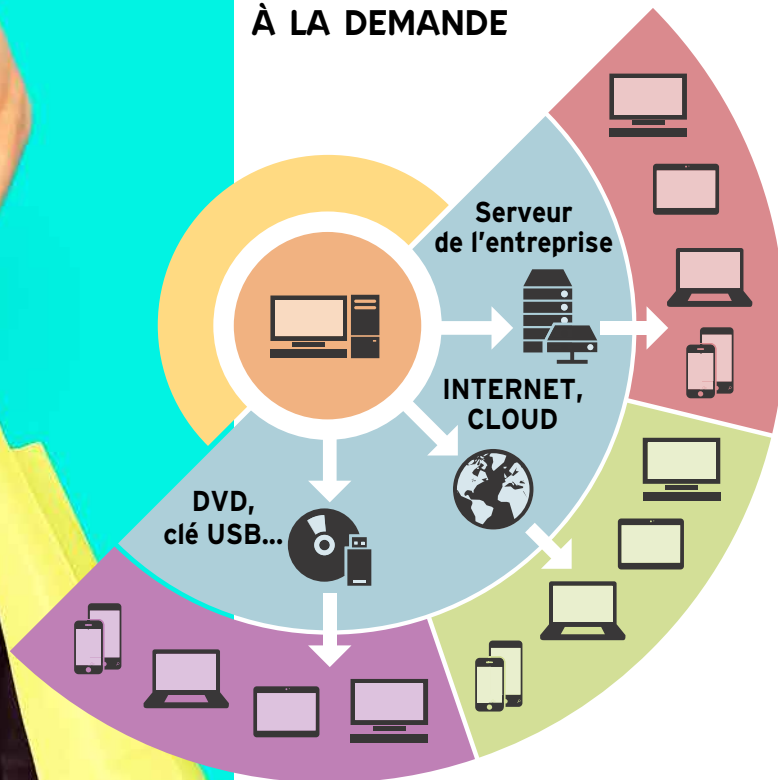 À LA DEMANDE
Serveur
de l'entreprise
INTERNET,
CLOUD
DVD,
clé USB...